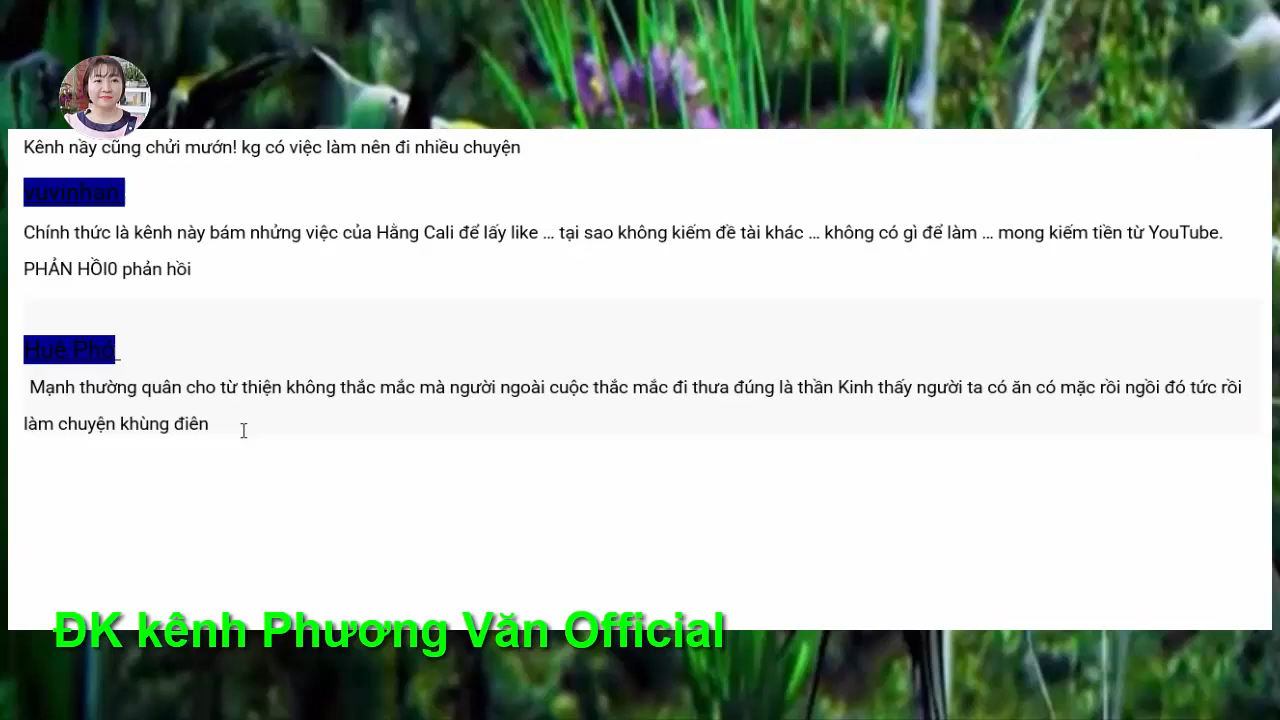 Kênh nầy cũng chửi mướn! kg có việc làm nên đi nhiều chuyện
vuvinhan
Chính thức là kênh này bám những việc của Hằng Cali để lấy like … tại sao không kiếm đề tài khác … không có gì để làm … mong kiếm tiền từ YouTube.
PHẢN HỒI0 phản hồi
Huê Phó
Mạnh thường quân cho từ thiện không thắc mắc mà người ngoài cuộc thắc mắc đi thưa đúng là thần Kinh thấy người ta có ăn có mặc rồi ngồi đó tức rồi
làm chuyện khùng điên
ĐK kênh Phương Văn Official